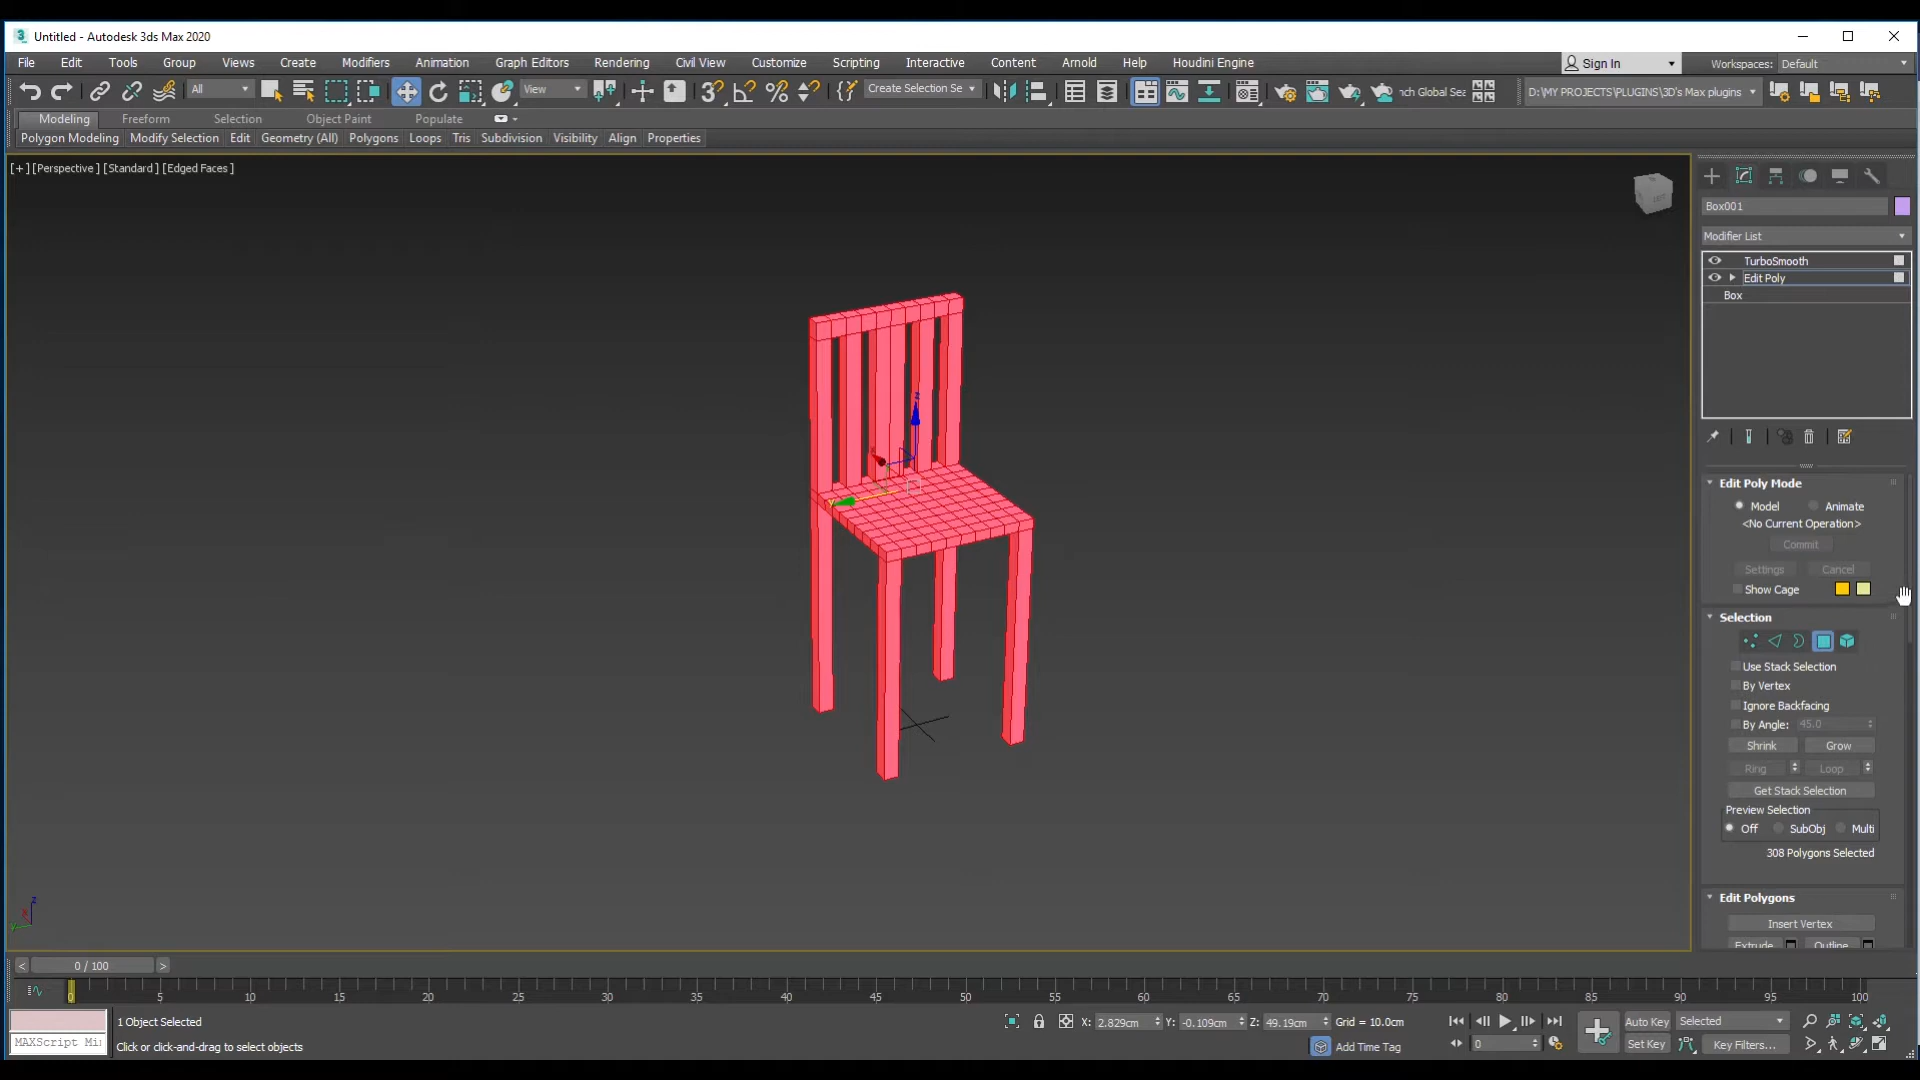 Untitled - Autodesk 3ds Max 2020
File Edit Tools Group Views Create Modifiers Animation Graph Editors Rendering Civil View Customize Scripting Interactive Content Arnold Help Houdini Engine Sign In Workspaces: Default
All View Create Selection Se D:\MY PROJECTS\PLUGINS\3D's Max plugins
Modeling Freeform Selection Object Paint Populate
Polygon Modeling Modify Selection Edit Geometry (All) Polygons Loops Tris Subdivision Visibility Align Properties
[+] [Perspective ] [Standard ] [Edged Faces ]
Box001
Modifier List
TurboSmooth
Edit Poly
Box
Edit Poly Mode
Model Animate
<No Current Operation>
Commit
Settings Cancel
Show Cage
Selection
Use Stack Selection
By Vertex
Ignore Backfacing
By Angle: 45.0
Shrink Grow
Ring Loop
Get Stack Selection
Preview Selection
Off SubObj Multi
308 Polygons Selected
Edit Polygons
Insert Vertex
Extrude Outline
< 0 / 100 >
0 5 10 15 20 25 30 35 40 45 50 55 60 65 70 75 80 85 90 95 100
1 Object Selected X: 2.829cm Y: -0.109cm Z: 49.19cm Grid = 10.0cm Auto Key Selected
MAXScript Mi Click or click-and-drag to select objects Add Time Tag 0 Set Key Key Filters...